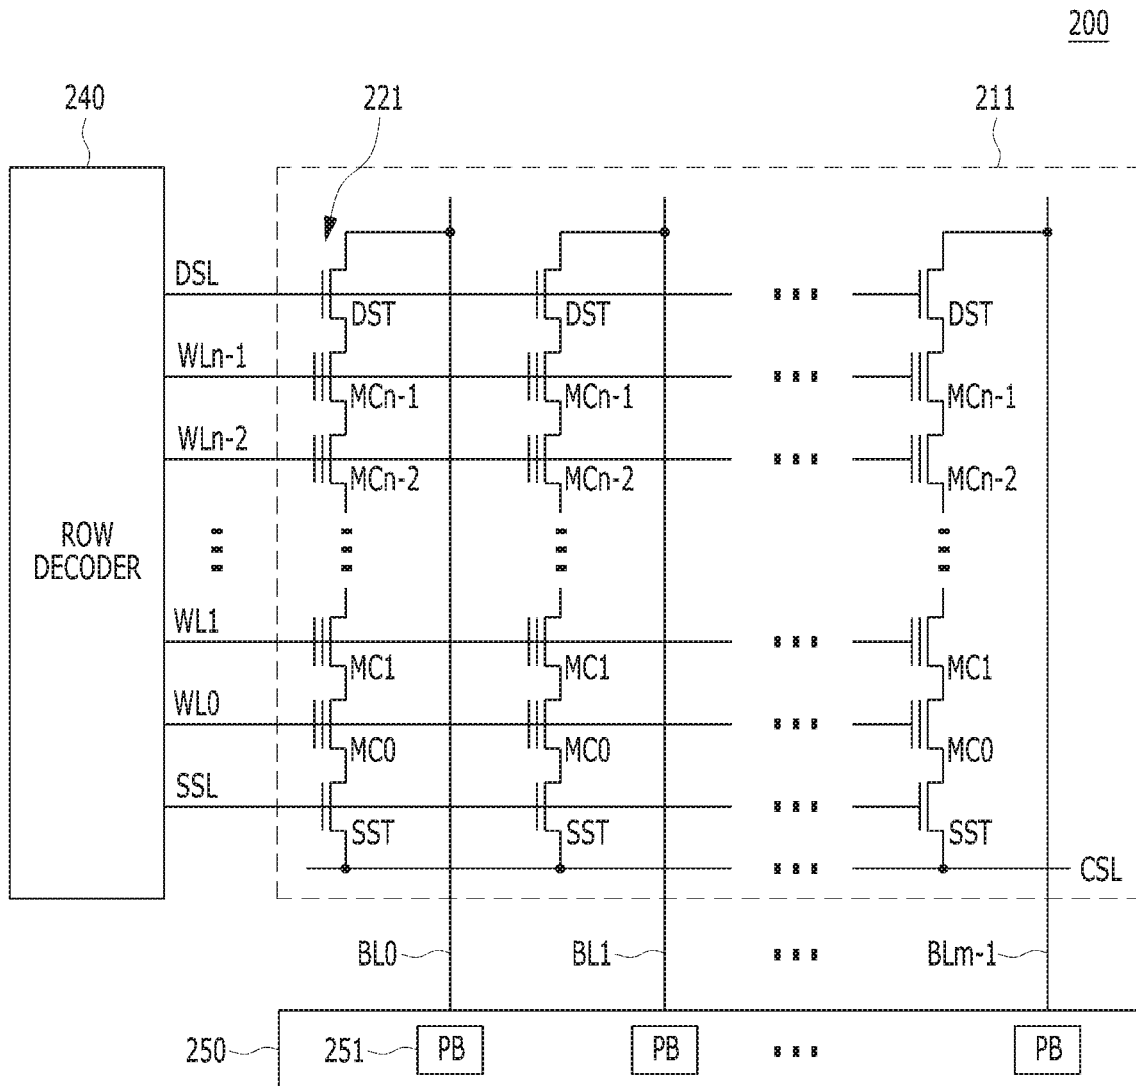 200
240
221
211
DSL
DST DST DST
WLn-1
MCn-1 MCn-1 MCn-1
WLn-2
MCn-2 MCn-2 MCn-2
ROW
DECODER
WL1
MC1 MC1 MC1
WL0
MC0 MC0 MC0
SSL
SST SST SST
CSL
BL0 BL1 BLm-1
250 251 PB PB PB